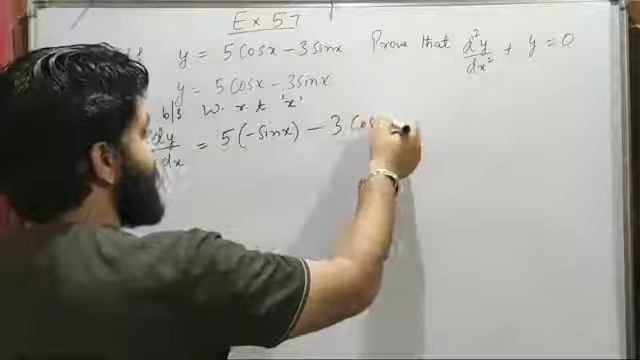 Ex 5.7
y = 5 Cosx - 3 sinx Prove that d²y/dx² + y = 0
y = 5 Cosx - 3 sinx
b/s w.r.t 'x'
dy/dx = 5(-sinx) - 3 Cos